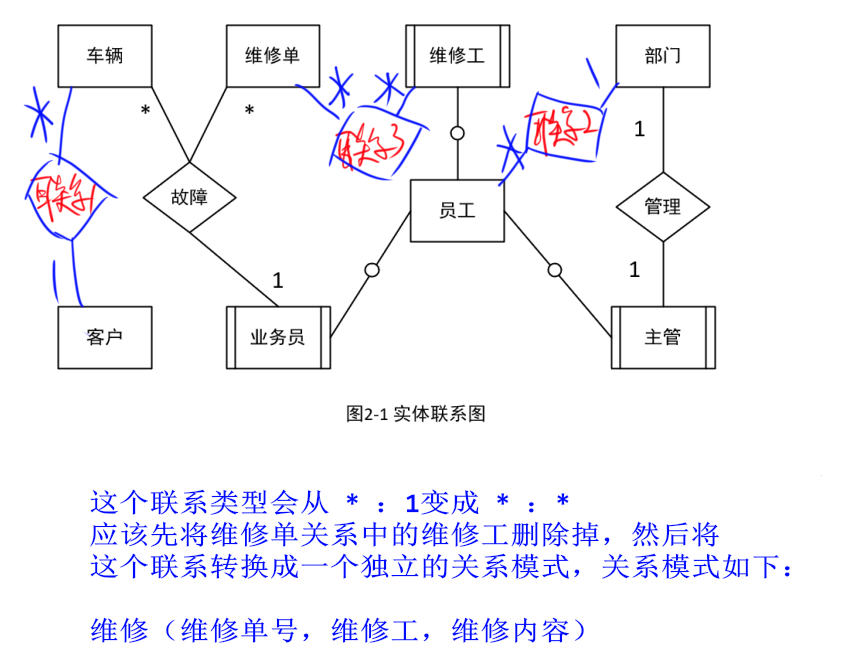 车辆
维修单
维修工
部门
*
*
*
*
*
1
1
联系1
联系3
联系2
故障
员工
管理
1
1
1
客户
业务员
主管
图2-1 实体联系图
这个联系类型会从 * : 1变成 * : *
应该先将维修单关系中的维修工删除掉，然后将
这个联系转换成一个独立的关系模式，关系模式如下：
维修（维修单号，维修工，维修内容）